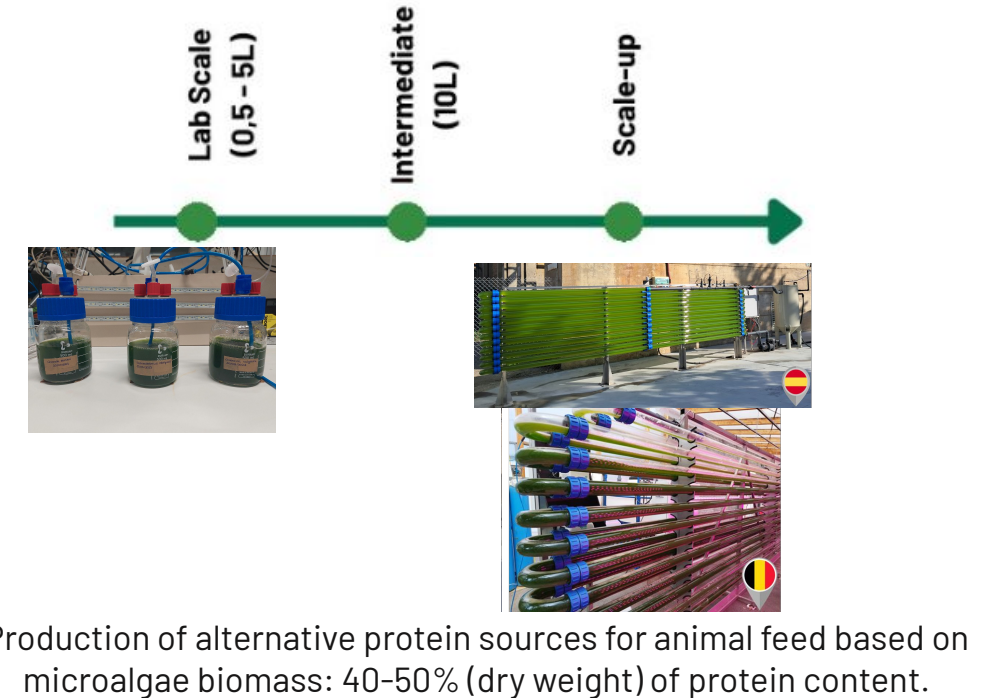 Lab Scale
(0,5 - 5L)
Intermediate
(10L)
Scale-up
Production of alternative protein sources for animal feed based on
microalgae biomass: 40-50% (dry weight) of protein content.